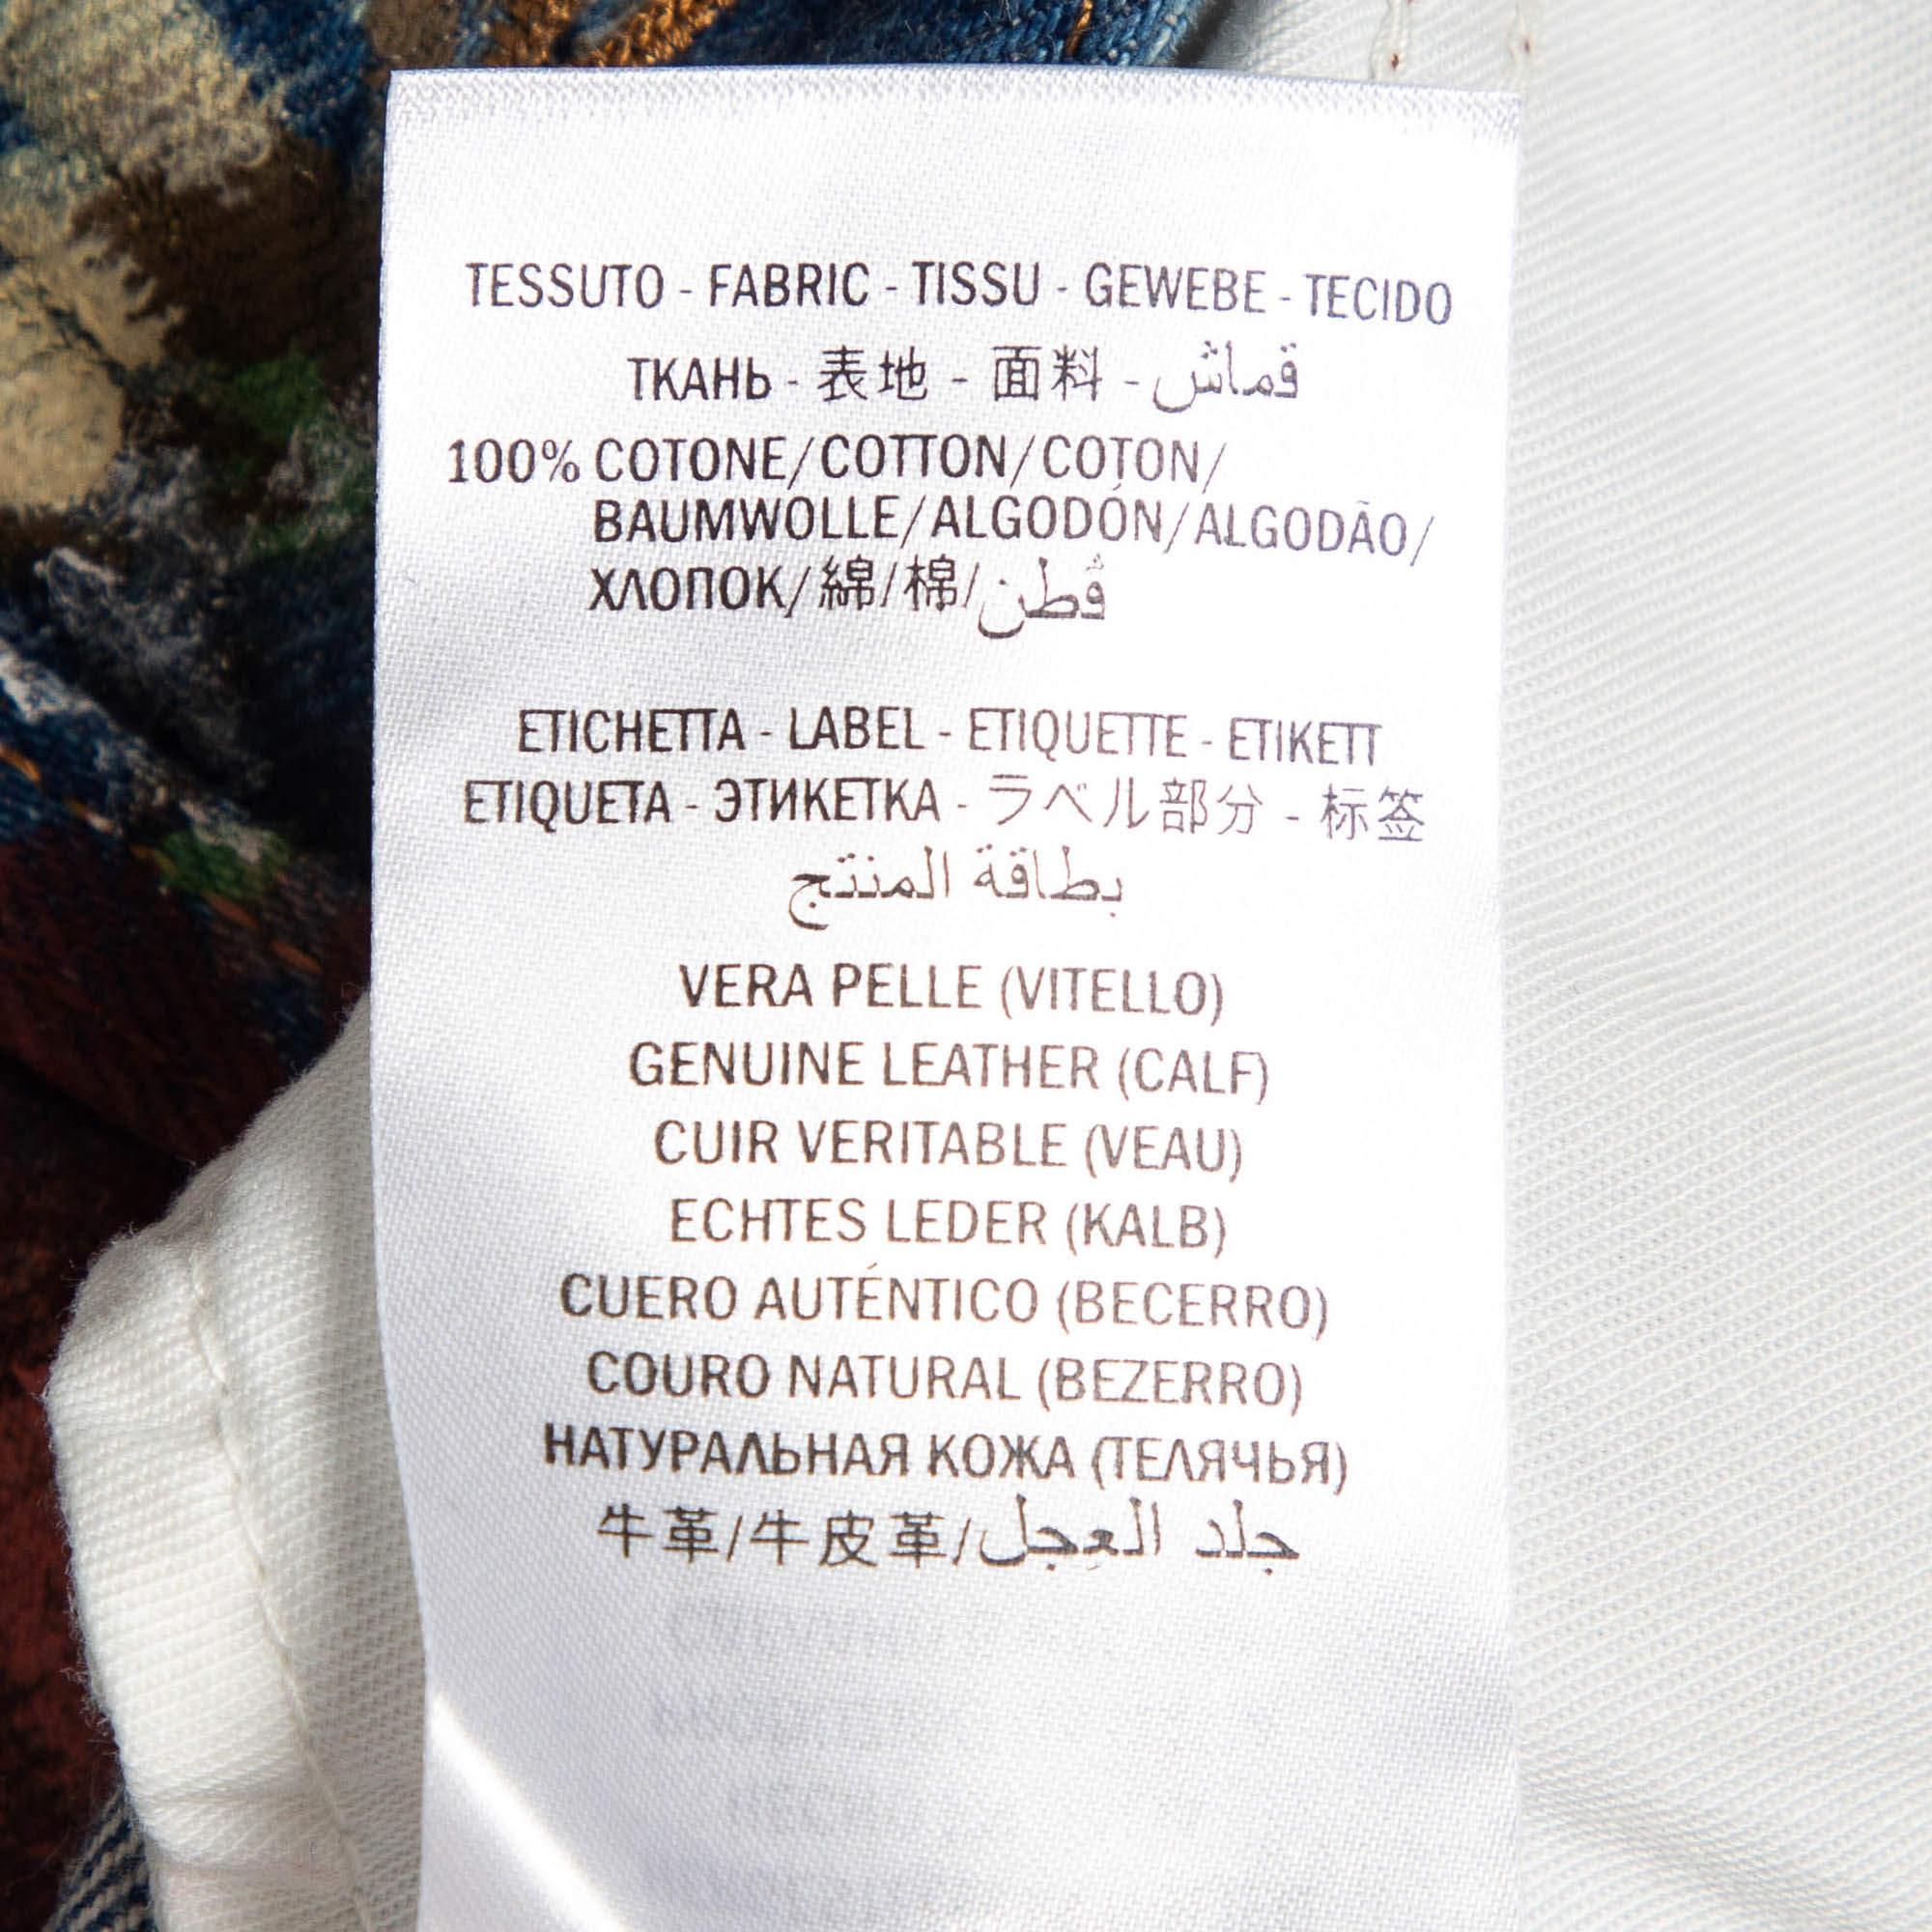 TESSUTO - FABRIC - TISSU - GEWEBE - TECIDO
ТКАНЬ - 表地 - 面料 - قماش
100% COTONE/COTTON/COTON/
BAUMWOLLE/ALGODÓN/ALGODÃO/
ХЛОПОК/綿/棉/قطن
ETICHETTA - LABEL - ETIQUETTE - ETIKETT
ETIQUETA - ЭТИКЕТКА - ラベル部分 - 标签
بطاقة المنتج
VERA PELLE (VITELLO)
GENUINE LEATHER (CALF)
CUIR VERITABLE (VEAU)
ECHTES LEDER (KALB)
CUERO AUTÉNTICO (BECERRO)
COURO NATURAL (BEZERRO)
НАТУРАЛЬНАЯ КОЖА (ТЕЛЯЧЬЯ)
牛革/牛皮革/جلد العجل